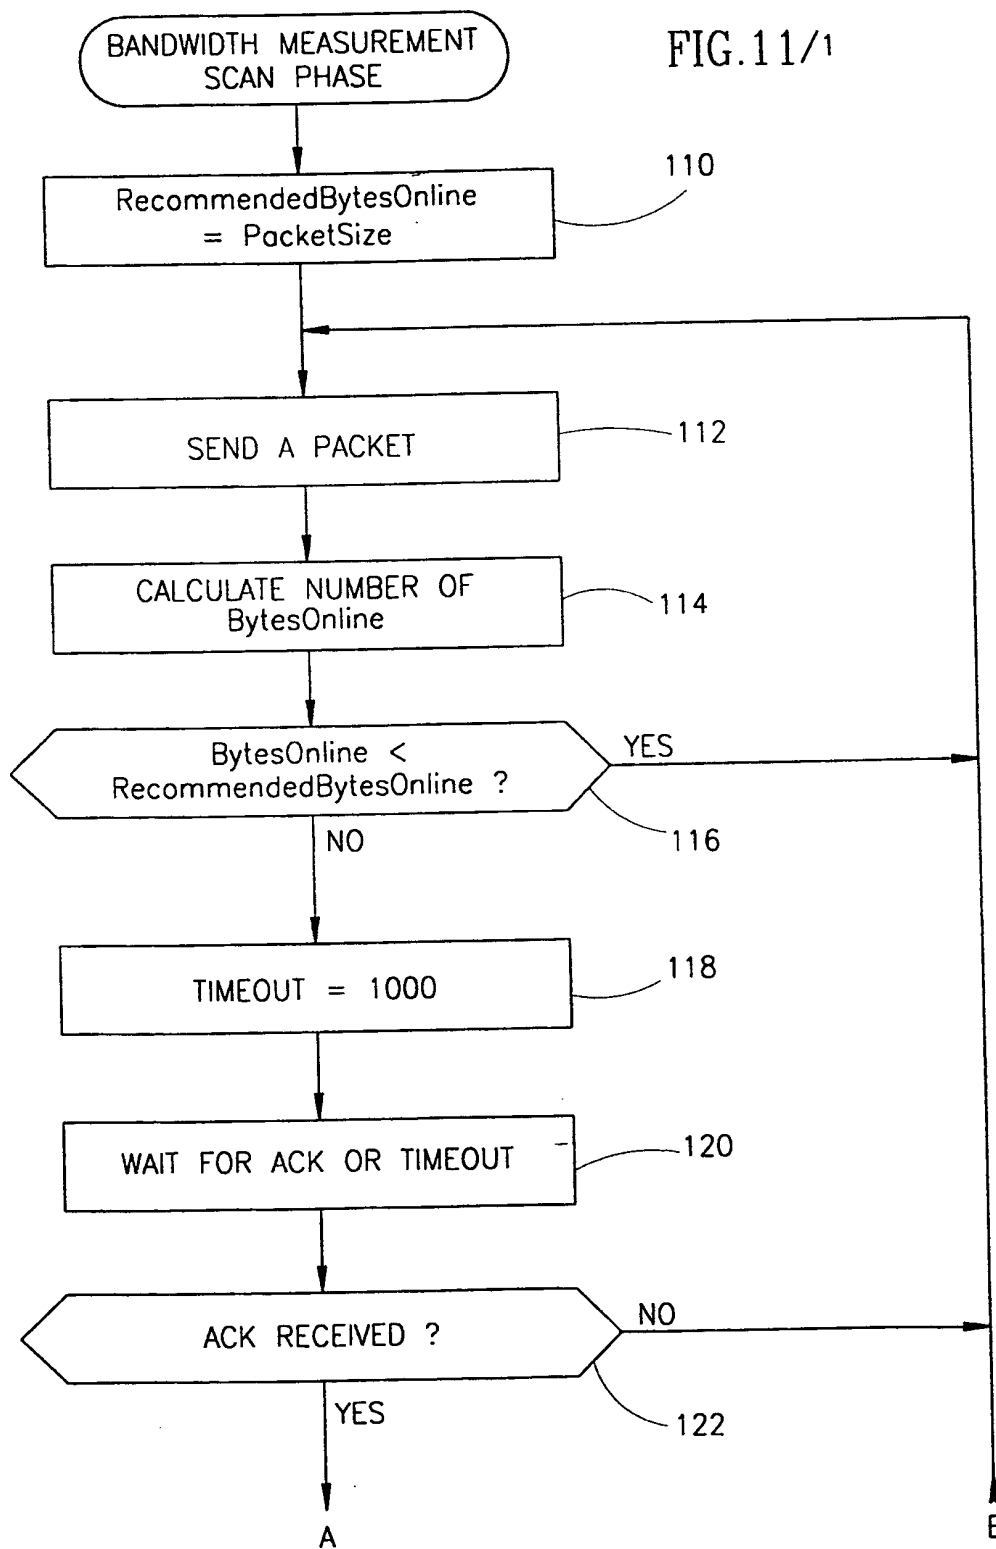 BANDWIDTH MEASUREMENT
SCAN PHASE
FIG.11/1
110
RecommendedBytesOnline
= PacketSize
112
SEND A PACKET
CALCULATE NUMBER OF
BytesOnline
114
BytesOnline <
RecommendedBytesOnline ?
YES
116
NO
118
TIMEOUT = 1000
120
WAIT FOR ACK OR TIMEOUT
ACK RECEIVED ?
NO
122
YES
A